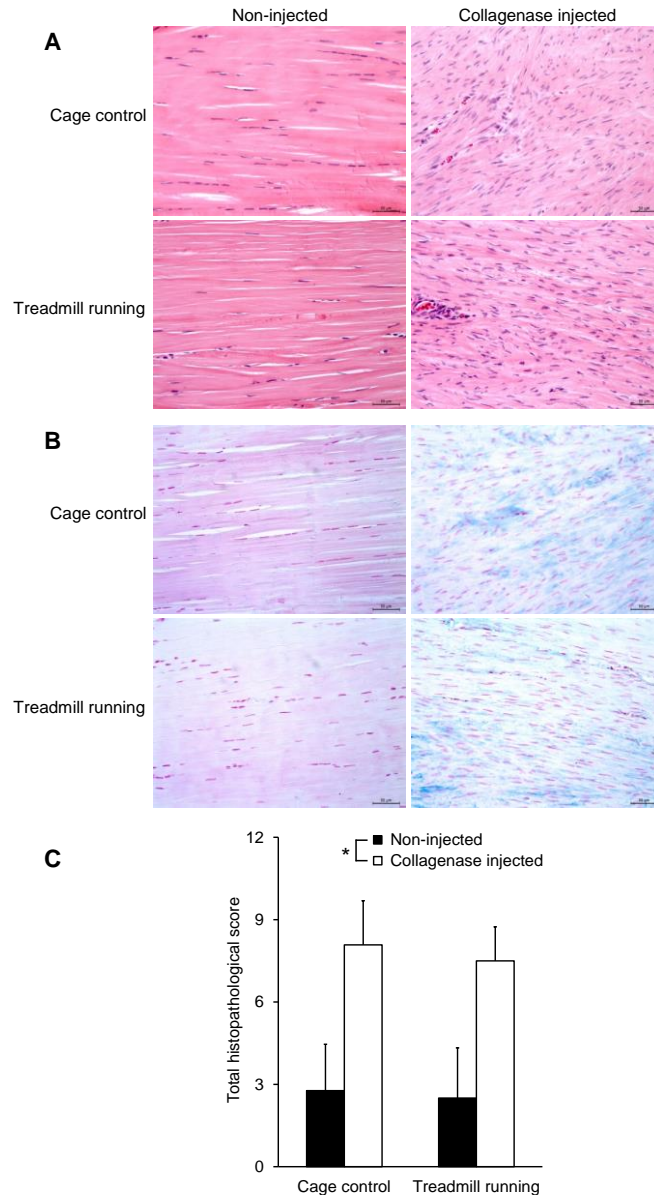 Non-injected
Collagenase injected
A
Cage control
Treadmill running
B
Cage control
Treadmill running
C
12
9
6
3
0
Total histopathological score
* Non-injected
Collagenase injected
Cage control
Treadmill running